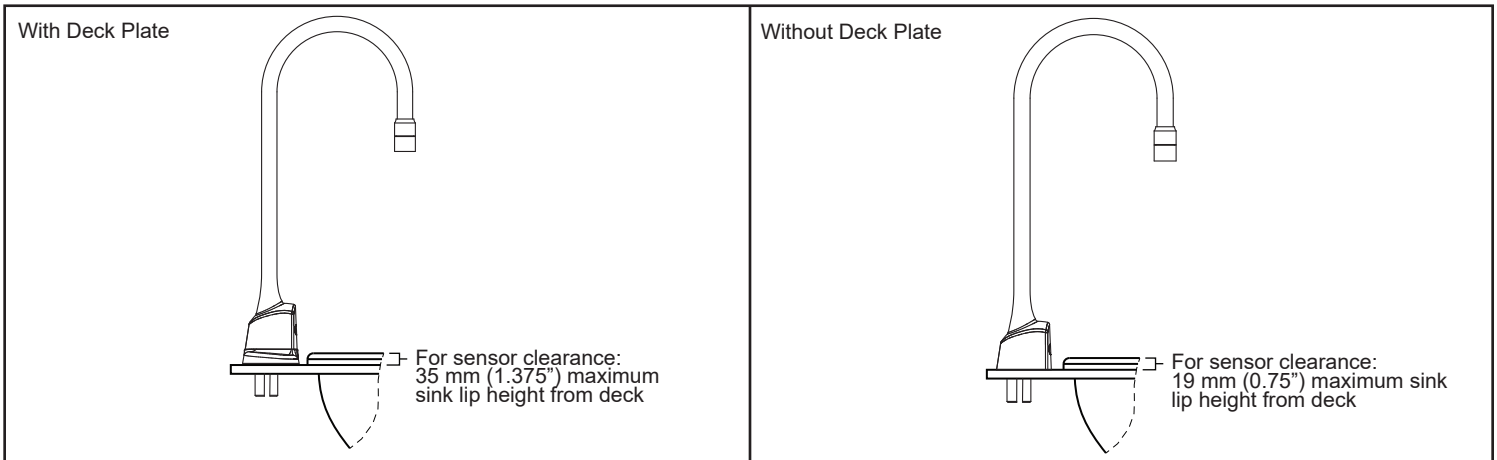 With Deck Plate
For sensor clearance:
35 mm (1.375”) maximum
sink lip height from deck
Without Deck Plate
For sensor clearance:
19 mm (0.75”) maximum sink
lip height from deck